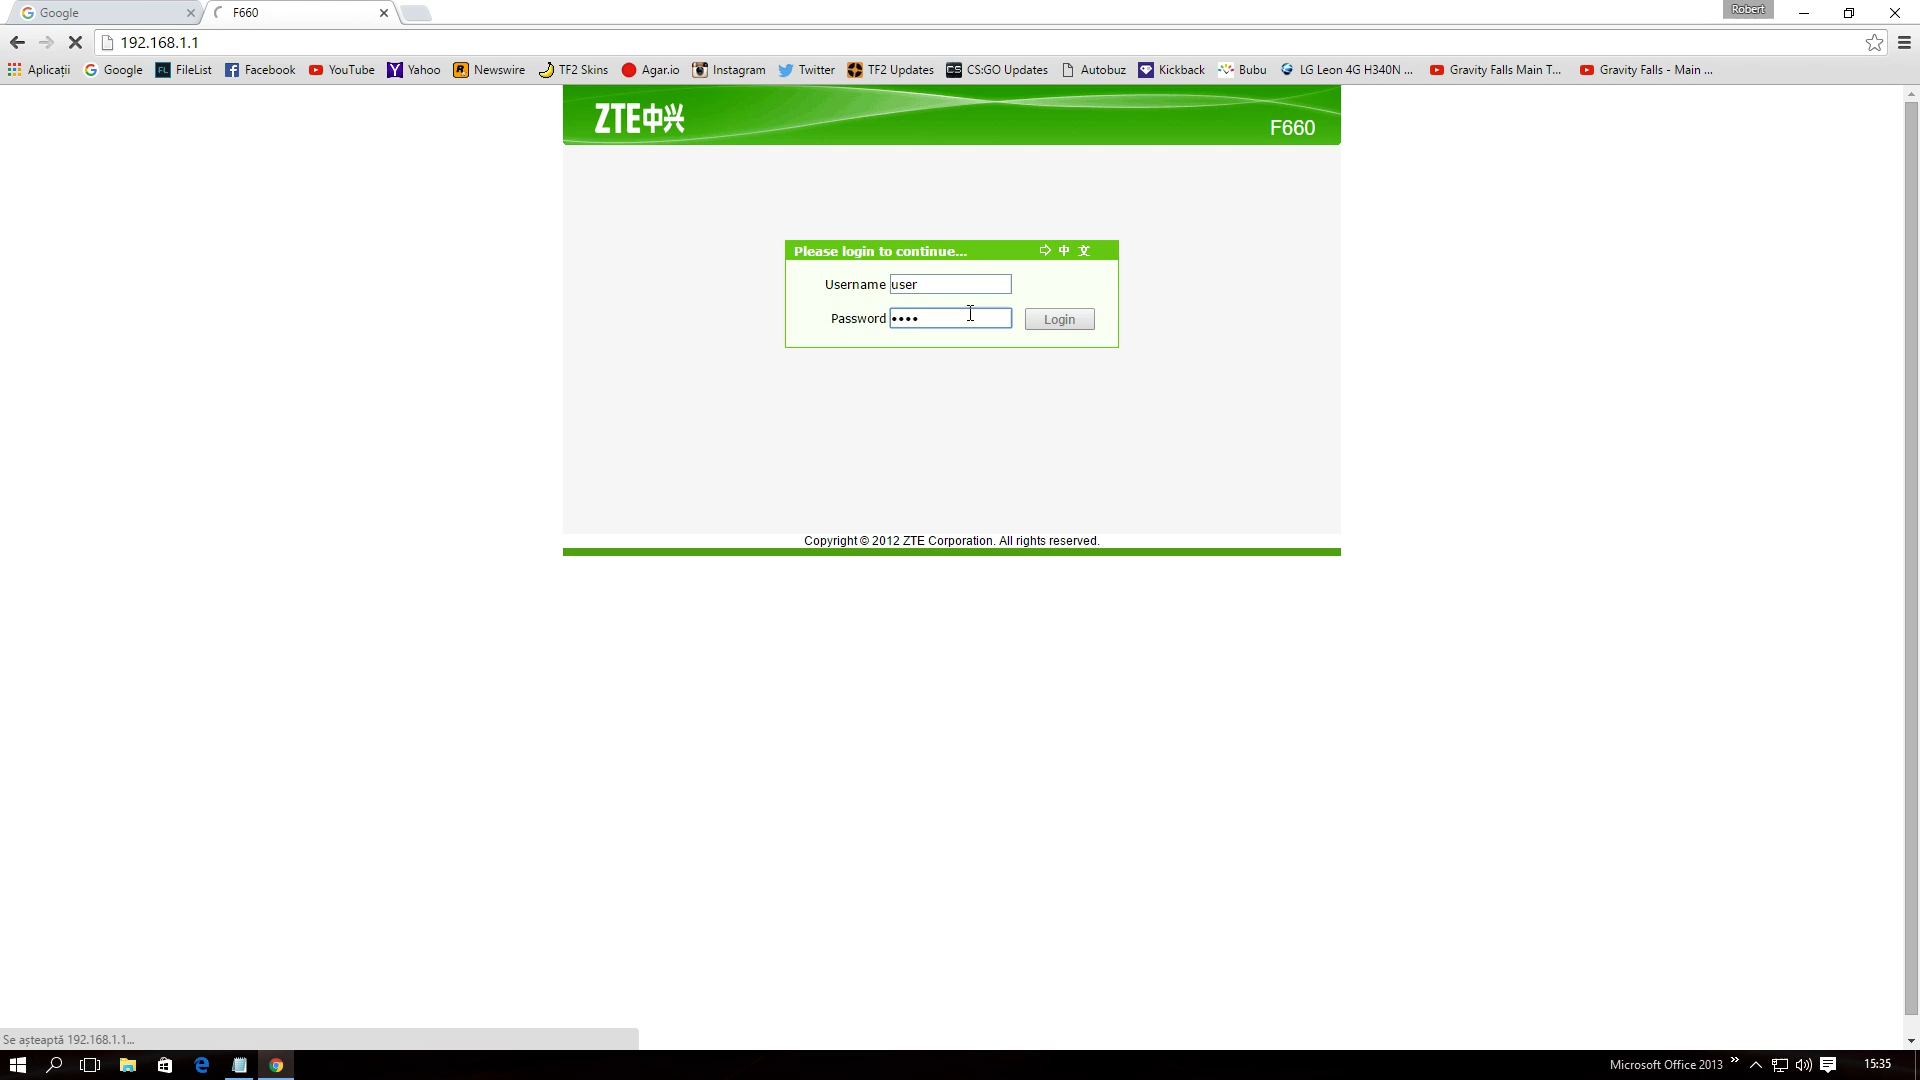 Google
F660
Robert
192.168.1.1
Aplicații
Google
FileList
Facebook
YouTube
Yahoo
Newswire
TF2 Skins
Agar.io
Instagram
Twitter
TF2 Updates
CS:GO Updates
Autobuz
Kickback
Bubu
LG Leon 4G H340N ...
Gravity Falls Main T...
Gravity Falls - Main ...
ZTE中兴
F660
Please login to continue...
中 文
Username user
Password ••••
Login
Copyright © 2012 ZTE Corporation. All rights reserved.
Se așteaptă 192.168.1.1...
Microsoft Office 2013 »
15:35